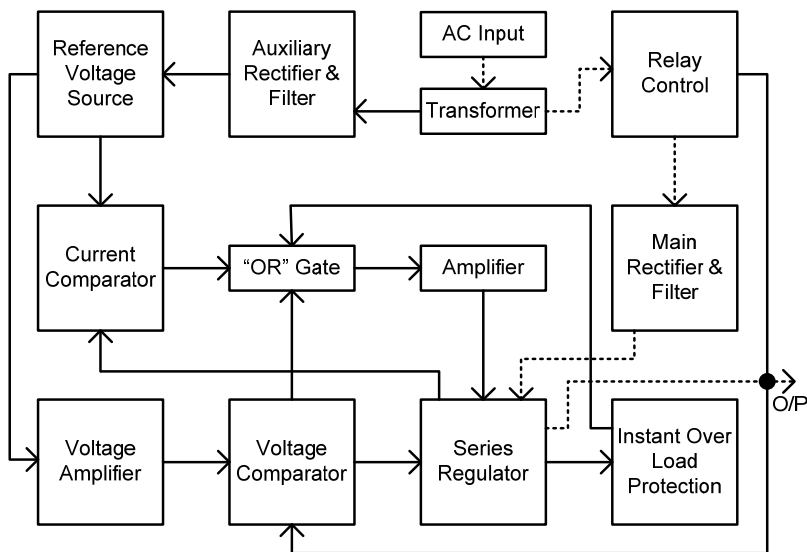 Reference
Voltage
Source
Auxiliary
Rectifier &
Filter
AC Input
Transformer
Relay
Control
Current
Comparator
“OR” Gate
Amplifier
Main
Rectifier &
Filter
Voltage
Amplifier
Voltage
Comparator
Series
Regulator
Instant Over
Load
Protection
O/P